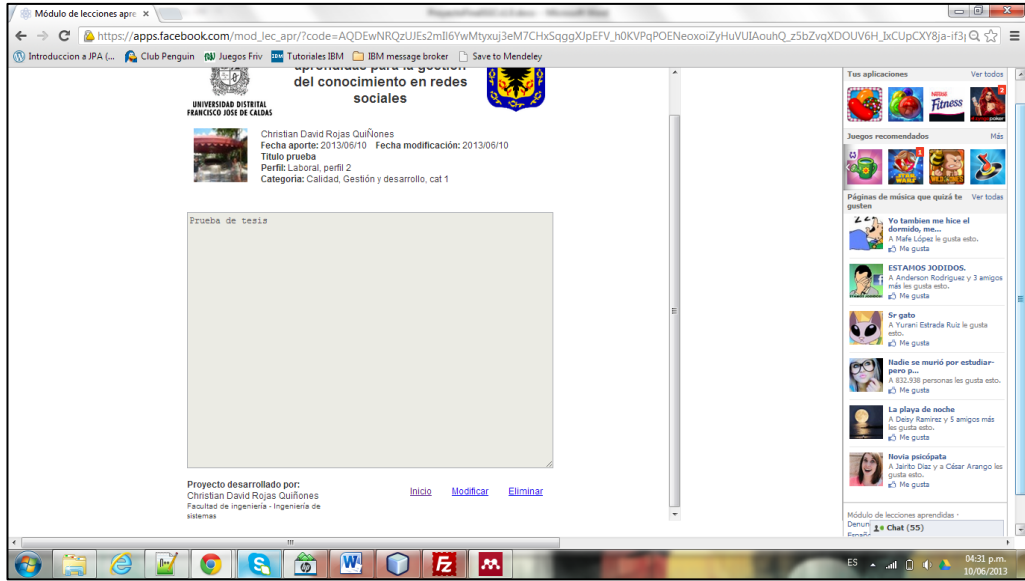 Módulo de lecciones apre
https://apps.facebook.com/mod_lec_apr/?code=AQDEwNRQzUJEs2mIl6YwMtyxuj3eM7CHxSqggXJpEFV_h0KVPqPOENeoxoiZyHuVUIAouhQ_z5bZvqXDOUV6H_IxCUpCXY8ja-if3
Introduccion a JPA (... Club Penguin Juegos Friv Tutoriales IBM IBM message broker Save to Mendeley
aprendidas para la gestión
del conocimiento en redes
sociales
UNIVERSIDAD DISTRITAL
FRANCISCO JOSE DE CALDAS
Christian David Rojas QuiÑones
Fecha aporte: 2013/06/10 Fecha modificación: 2013/06/10
Titulo prueba
Perfil: Laboral, perfil 2
Categoria: Calidad, Gestión y desarrollo, cat 1
Prueba de tesis
Proyecto desarrollado por:
Christian David Rojas Quiñones
Facultad de ingeniería - Ingeniería de
sistemas
Inicio Modificar Eliminar
Tus aplicaciones Ver todos
Fitness
Juegos recomendados Más
Páginas de música que quizá te gusten Ver todas
Yo tambien me hice el
dormido, me...
A Mafe López le gusta esto.
Me gusta
ESTAMOS JODIDOS.
A Anderson Rodriguez y 3 amigos
más les gusta esto.
Me gusta
Sr gato
A Yurani Estrada Ruiz le gusta
esto.
Me gusta
Nadie se murió por estudiar-
pero p...
A 832.938 personas les gusta esto.
Me gusta
La playa de noche
A Deisy Ramirez y 5 amigos más
les gusta esto.
Me gusta
Novia psicópata
A Jairito Diaz y a César Arango les
gusta esto.
Me gusta
Módulo de lecciones aprendidas ·
Chat (55)
ES 04:31 p.m.
10/06/2013